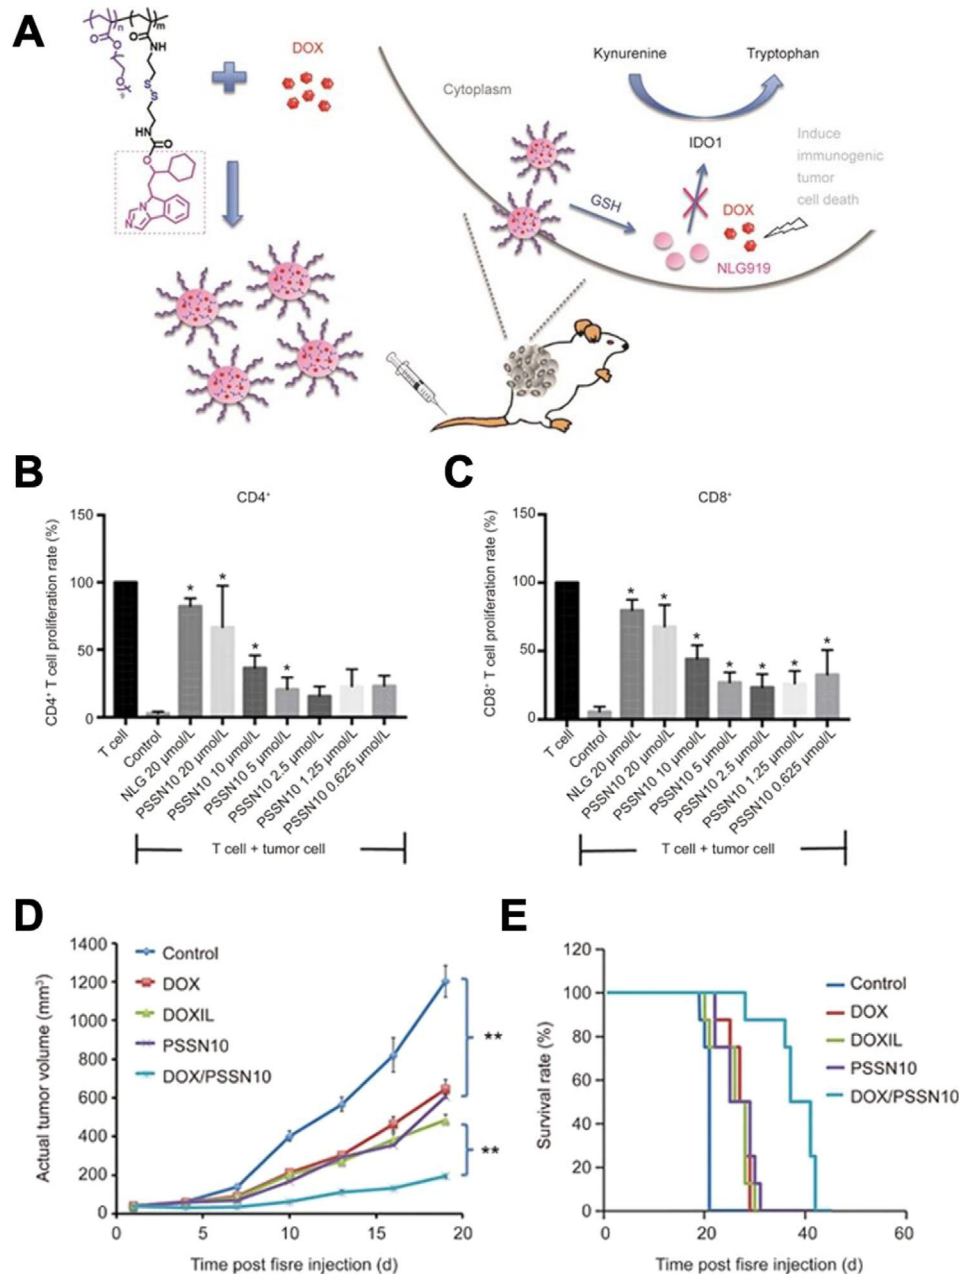 A
n
m
O
O
NH
O
9
S
S
HN
O
O
N
N
DOX
Cytoplasm
Kynurenine
Tryptophan
IDO1
Induce
immunogenic
tumor
cell death
GSH
DOX
NLG919
B
CD4⁺
CD4⁺ T cell proliferation rate (%)
150
100
50
0
* * * *
T cell
Control
NLG 20 µmol/L
PSSN10 20 µmol/L
PSSN10 10 µmol/L
PSSN10 5 µmol/L
PSSN10 2.5 µmol/L
PSSN10 1.25 µmol/L
PSSN10 0.625 µmol/L
T cell + tumor cell
C
CD8⁺
CD8⁺ T cell proliferation rate (%)
150
100
50
0
* * * * * * *
T cell
Control
NLG 20 µmol/L
PSSN10 20 µmol/L
PSSN10 10 µmol/L
PSSN10 5 µmol/L
PSSN10 2.5 µmol/L
PSSN10 1.25 µmol/L
PSSN10 0.625 µmol/L
T cell + tumor cell
D
Actual tumor volume (mm³)
1400
1200
1000
800
600
400
200
0
Control
DOX
DOXIL
PSSN10
DOX/PSSN10
**
**
0 5 10 15 20
Time post fisre injection (d)
E
Survival rate (%)
120
100
80
60
40
20
0
Control
DOX
DOXIL
PSSN10
DOX/PSSN10
0 20 40 60
Time post fisre injection (d)